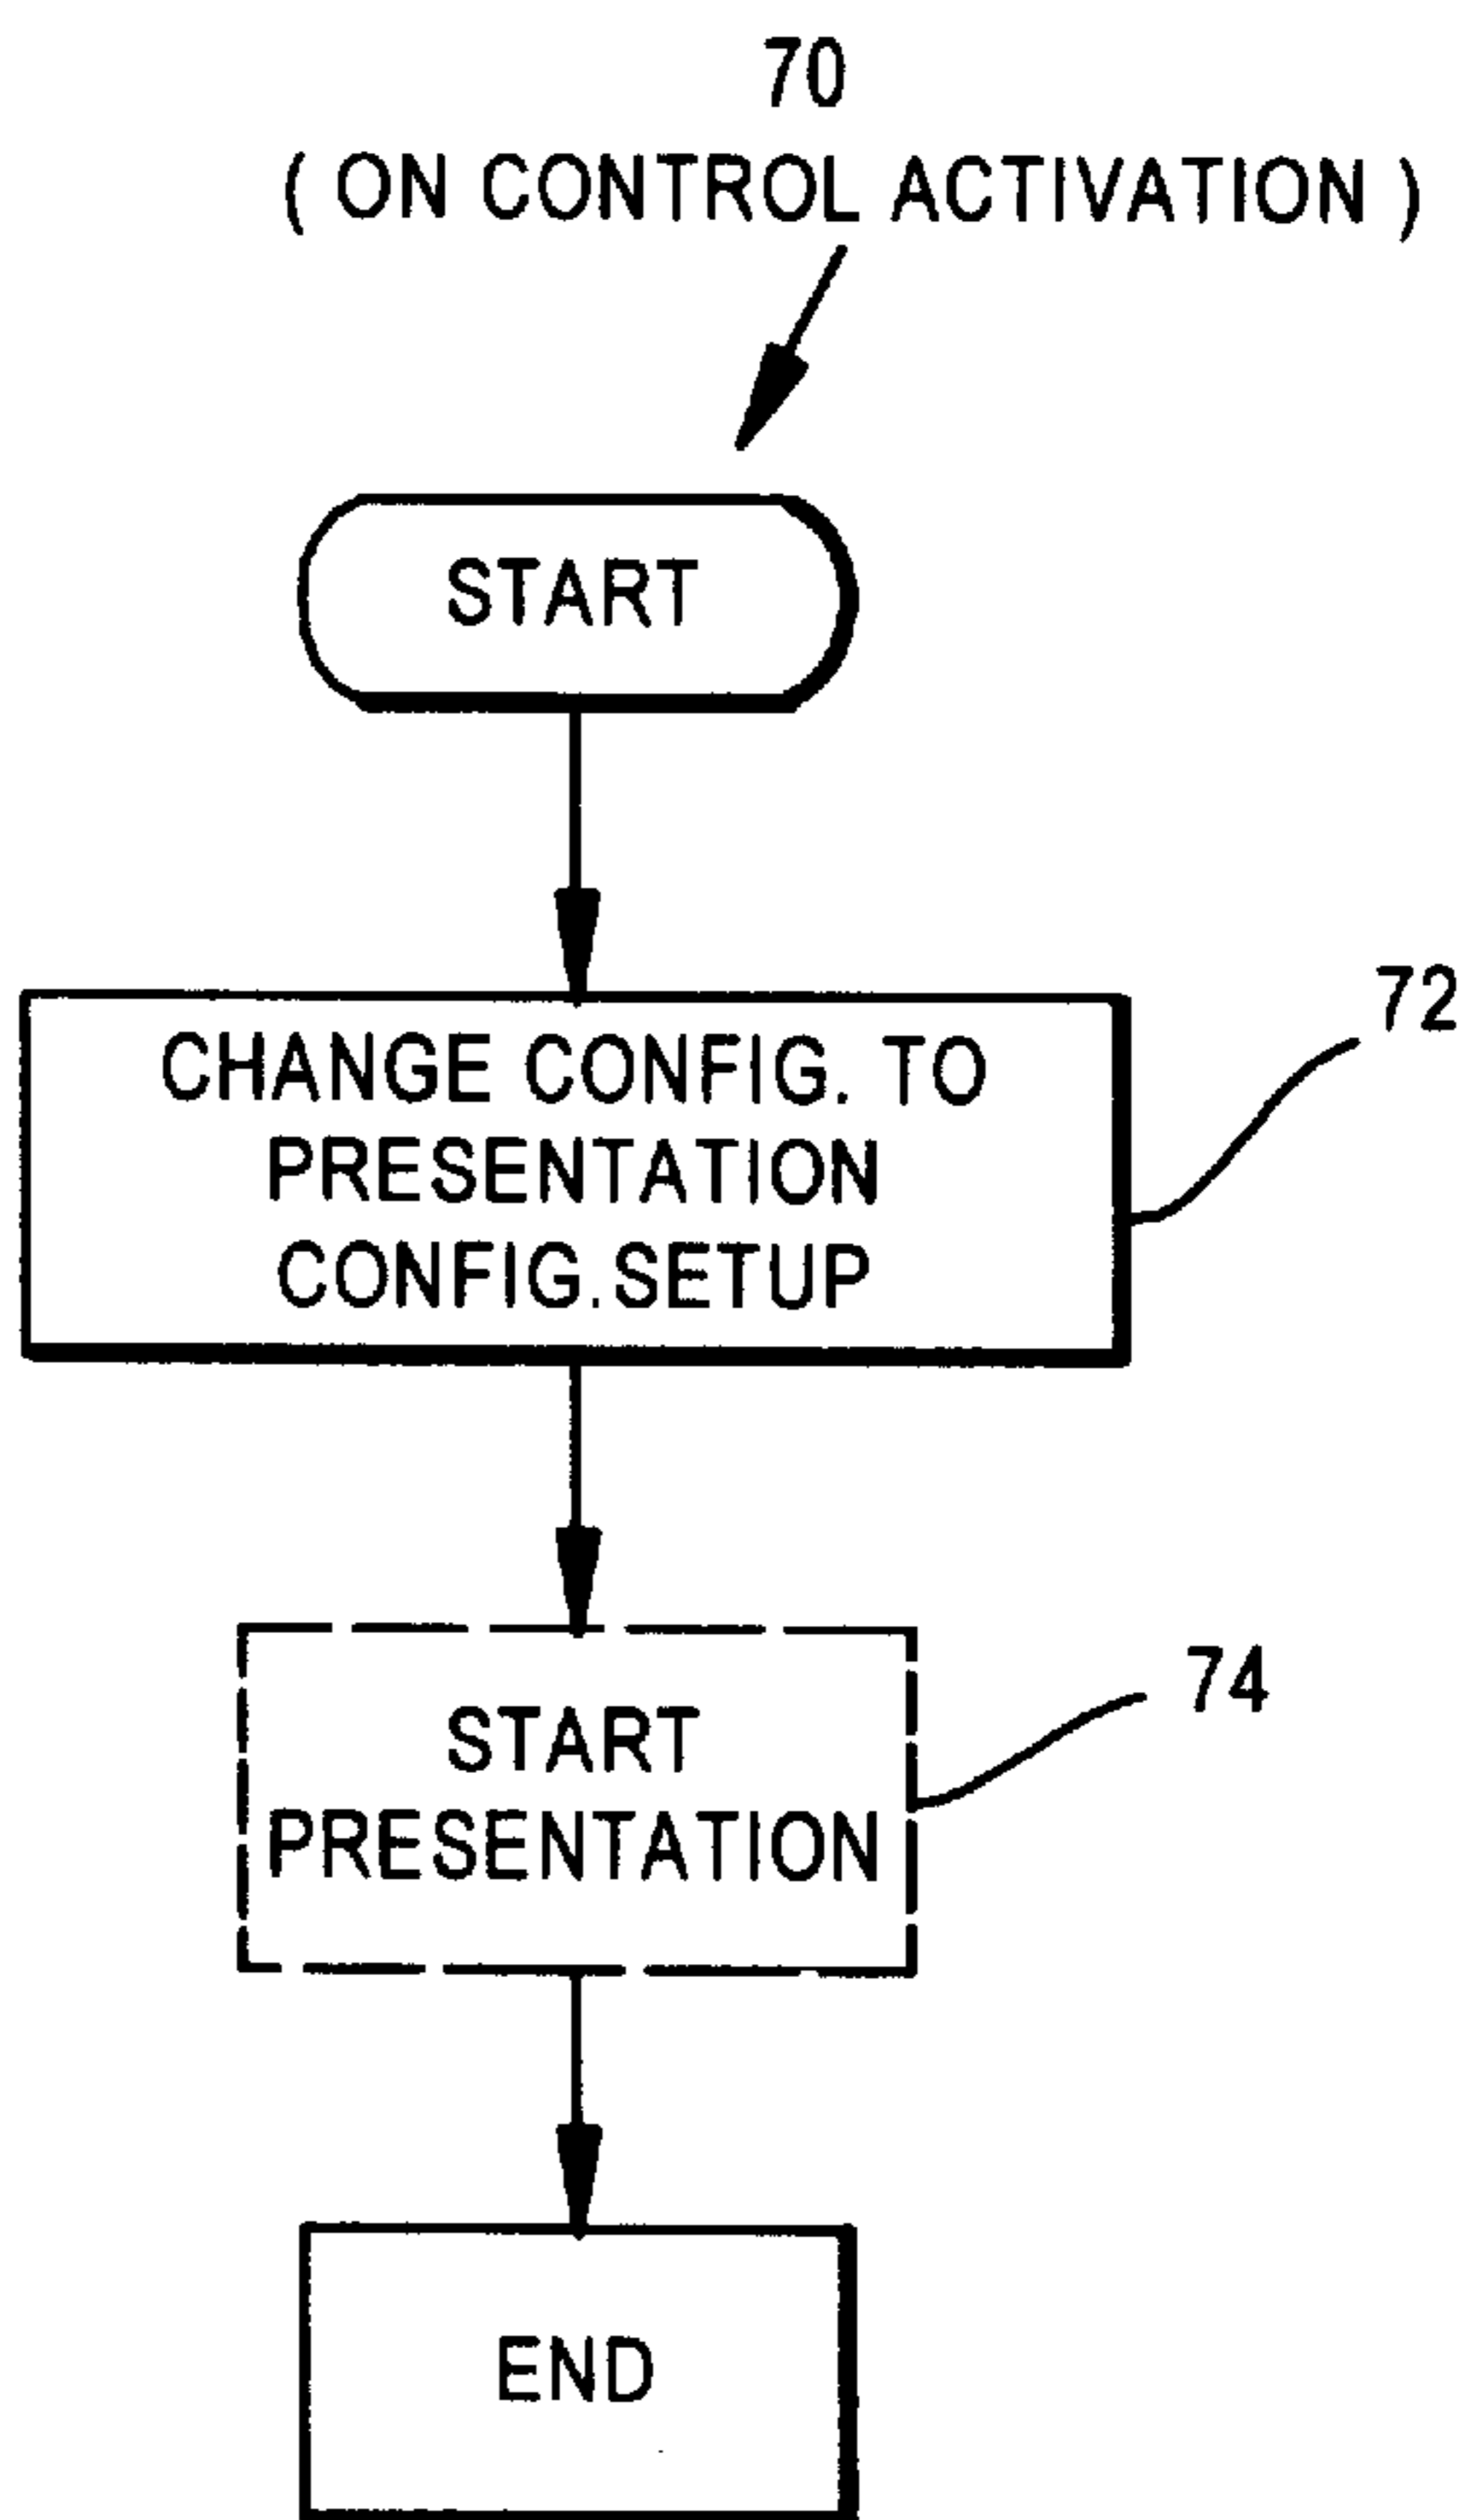 70
( ON CONTROL ACTIVATION )
START
CHANGE CONFIG. TO
PRESENTATION
CONFIG.SETUP
72
START
PRESENTATION
74
END